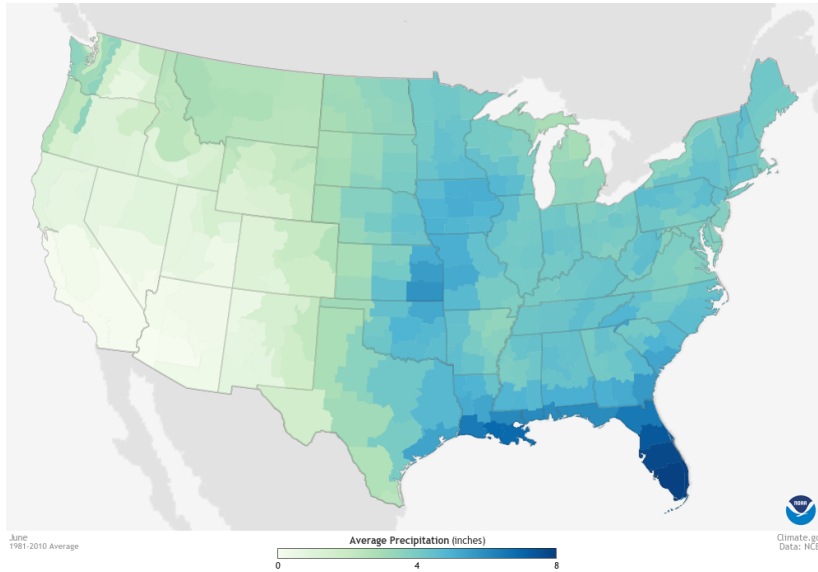 NOAA
June
1981-2010 Average
Average Precipitation (inches)
0
4
8
Climate.go
Data: NCE